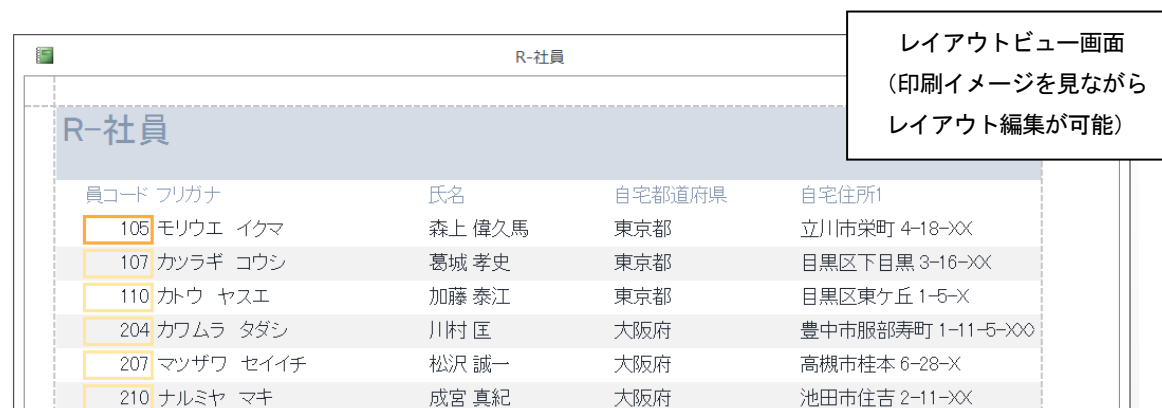 レイアウトビュー画面
（印刷イメージを見ながら
レイアウト編集が可能）
R-社員
R-社員
員コード フリガナ 氏名 自宅都道府県 自宅住所1
105 モリウエ イクマ 森上 偉久馬 東京都 立川市栄町 4-18-XX
107 カツラギ コウシ 葛城 孝史 東京都 目黒区下目黒 3-16-XX
110 カトウ ヤスエ 加藤 泰江 東京都 目黒区東ケ丘 1-5-X
204 カワムラ タダシ 川村 匡 大阪府 豊中市服部寿町 1-11-5-XXX
207 マツザワ セイイチ 松沢 誠一 大阪府 高槻市桂本 6-28-X
210 ナルミヤ マキ 成宮 真紀 大阪府 池田市住吉 2-11-XX